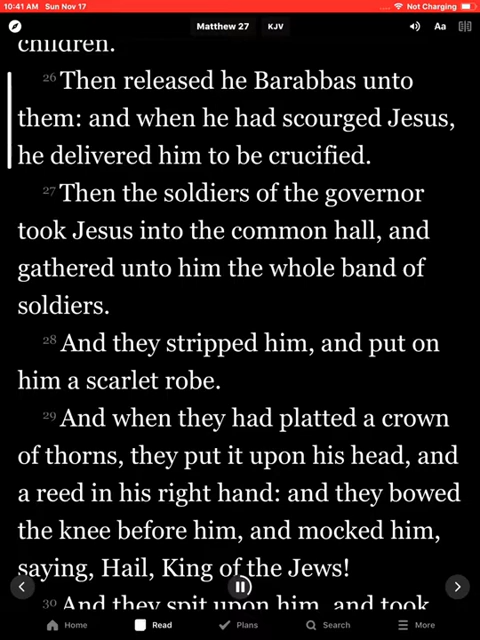 10:41 AM Sun Nov 17
Not Charging
Matthew 27 KJV Aa
children.
26 Then released he Barabbas unto
them: and when he had scourged Jesus,
he delivered him to be crucified.
27 Then the soldiers of the governor
took Jesus into the common hall, and
gathered unto him the whole band of
soldiers.
28 And they stripped him, and put on
him a scarlet robe.
29 And when they had platted a crown
of thorns, they put it upon his head, and
a reed in his right hand: and they bowed
the knee before him, and mocked him,
saying, Hail, King of the Jews!
30 And they spit upon him, and took
Home Read Plans Search More